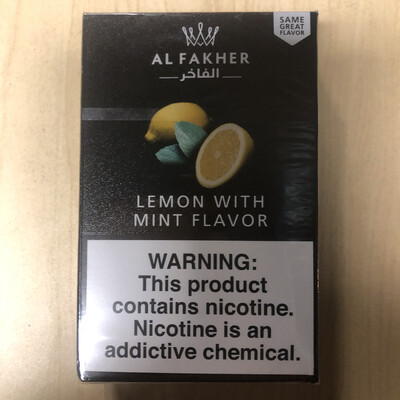 SAME
GREAT
FLAVOR
AL FAKHER
الفاخر
LEMON WITH
MINT FLAVOR
WARNING:
This product
contains nicotine.
Nicotine is an
addictive chemical.